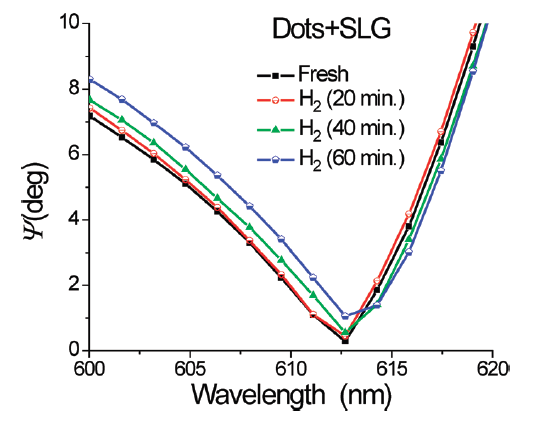 Dots+SLG
Fresh
H₂ (20 min.)
H₂ (40 min.)
H₂ (60 min.)
10
8
6
4
2
0
Ψ(deg)
600
605
610
615
620
Wavelength (nm)